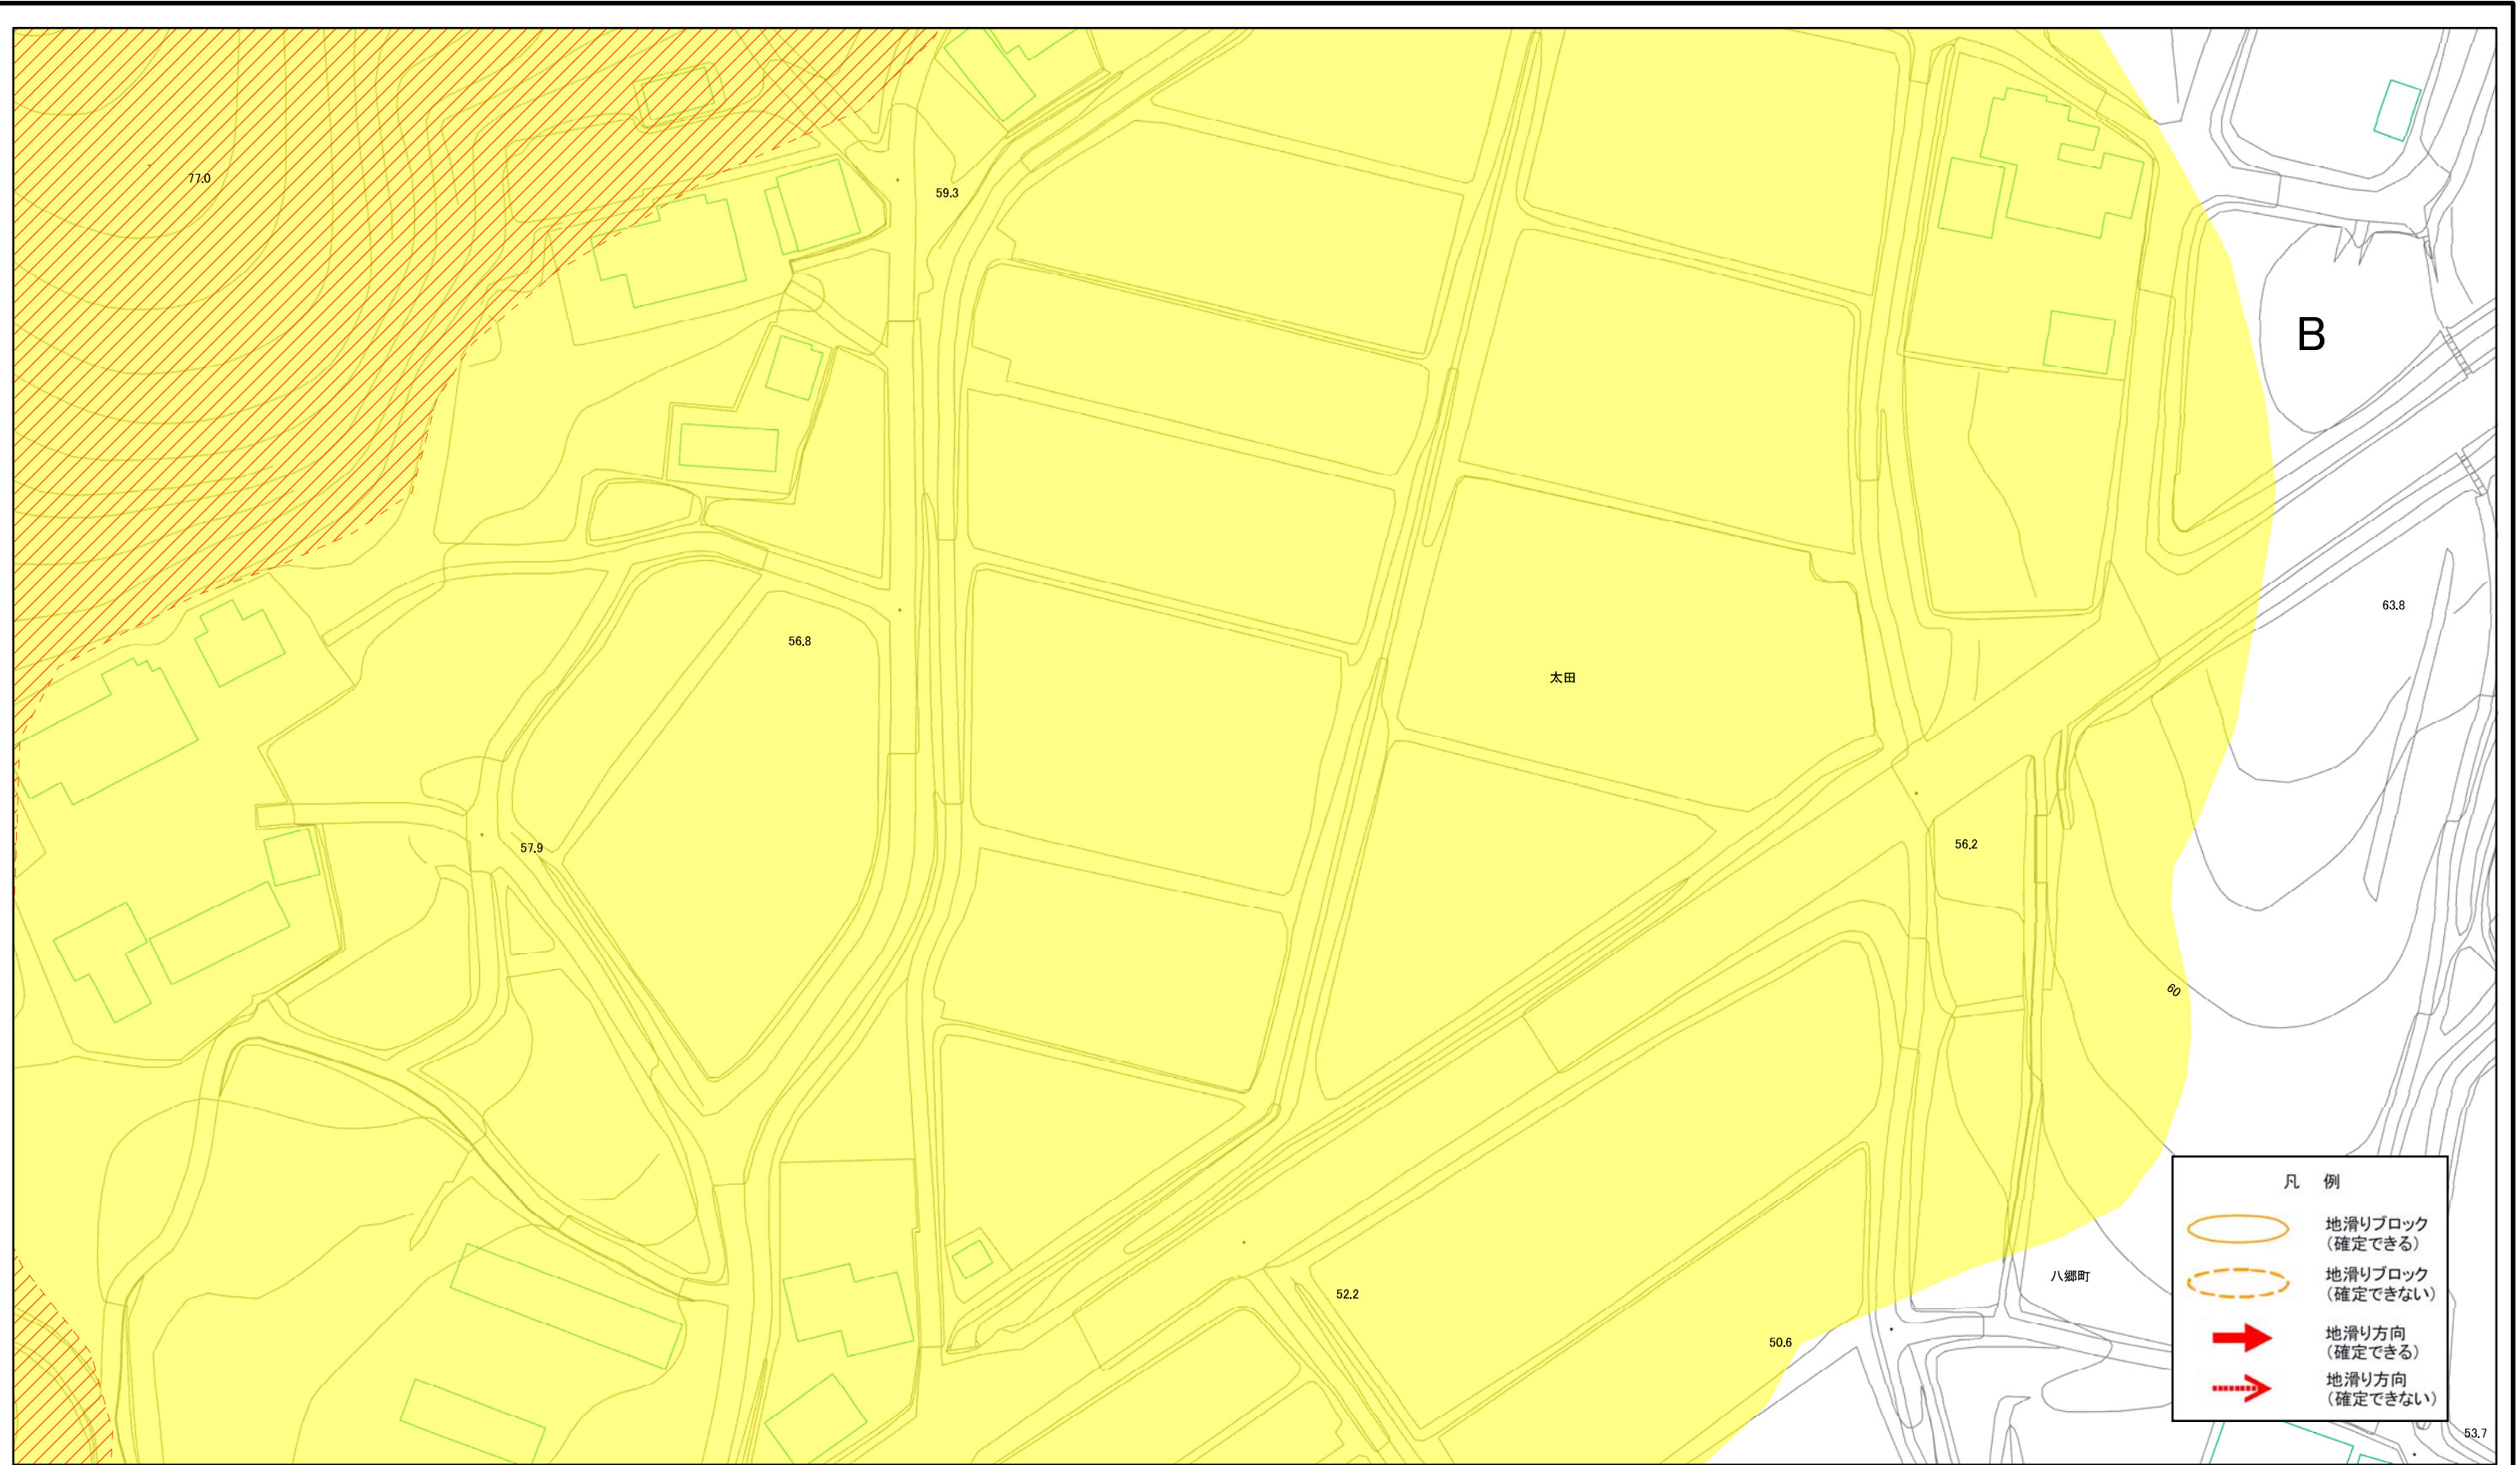 77.0
59.3
B
63.8
56.8
太田
57.9
56.2
60
52.2
50.6
八郷町
53.7
凡 例
地滑りブロック
（確定できる）
地滑りブロック
（確定できない）
地滑り方向
（確定できる）
地滑り方向
（確定できない）